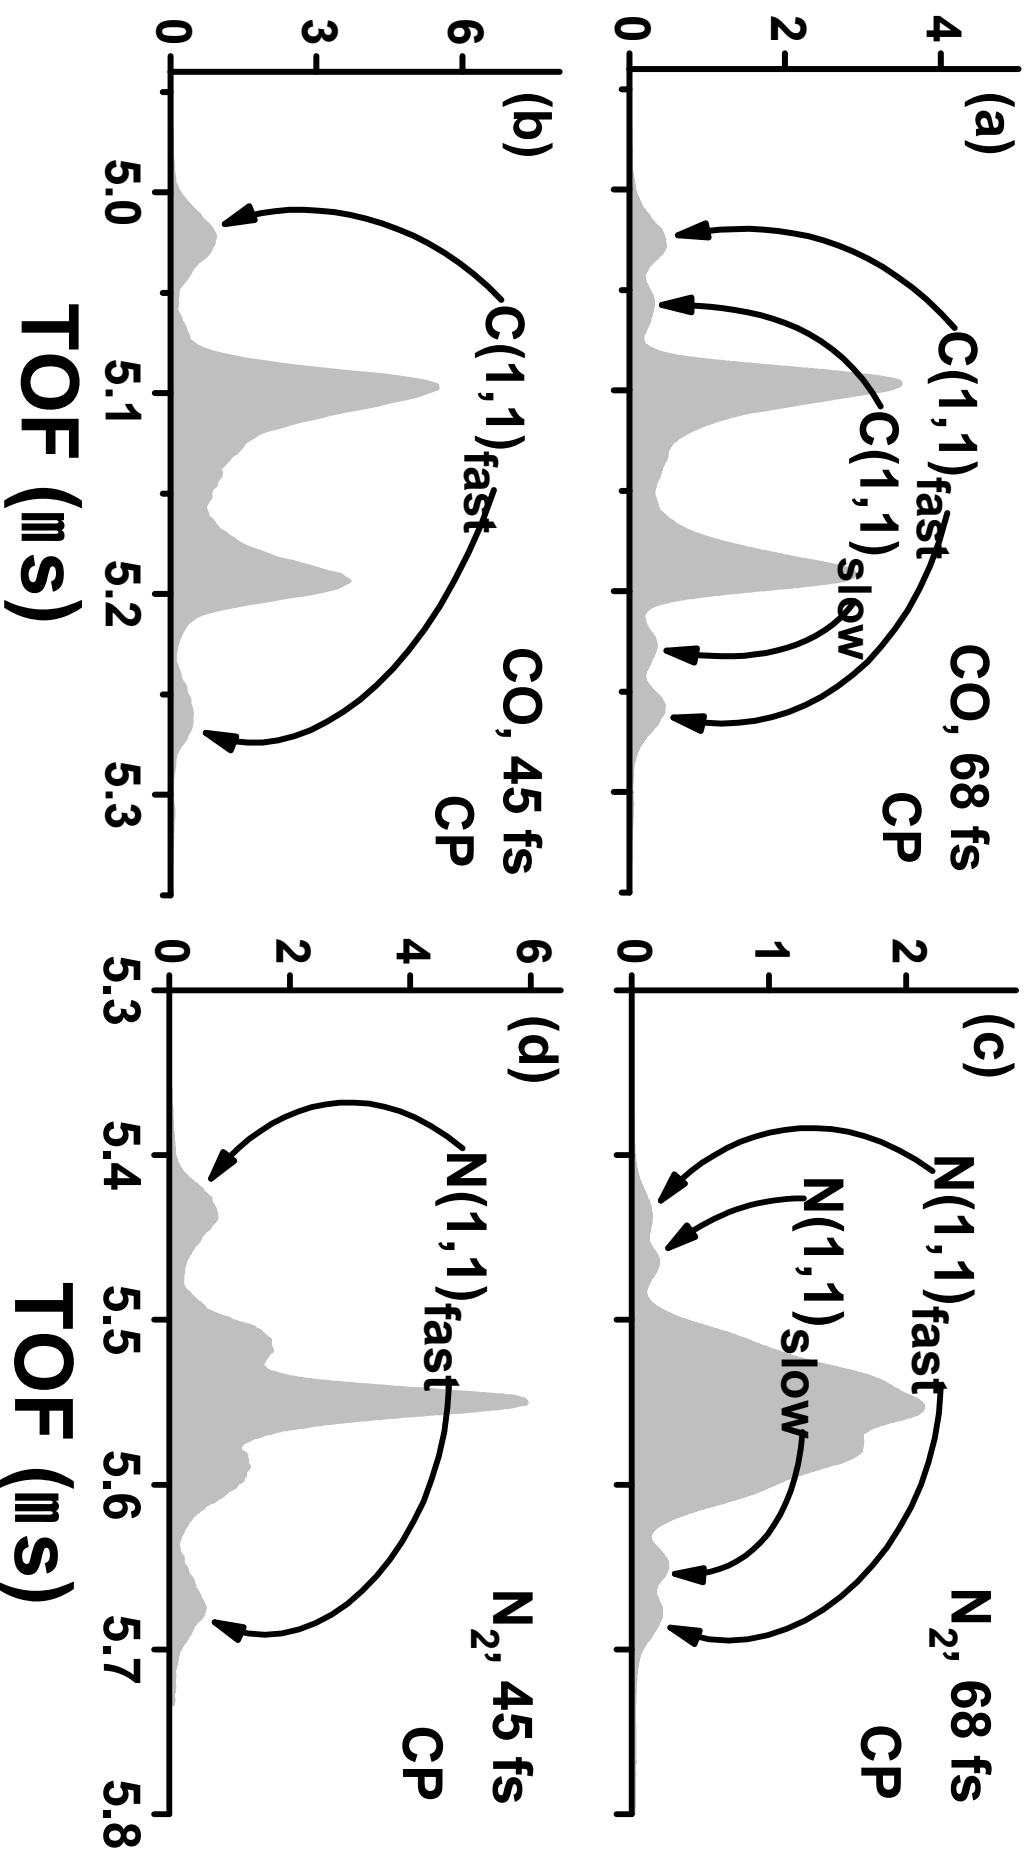 (a)
CO, 68 fs
CP
C(1,1)fast
C(1,1)slow
0
2
4
(b)
CO, 45 fs
CP
C(1,1)fast
0
3
6
5.0 5.1 5.2 5.3
TOF (ms)
(c)
N2, 68 fs
CP
N(1,1)fast
N(1,1)slow
0
1
2
(d)
N2, 45 fs
CP
N(1,1)fast
0
2
4
6
5.3 5.4 5.5 5.6 5.7 5.8
TOF (ms)